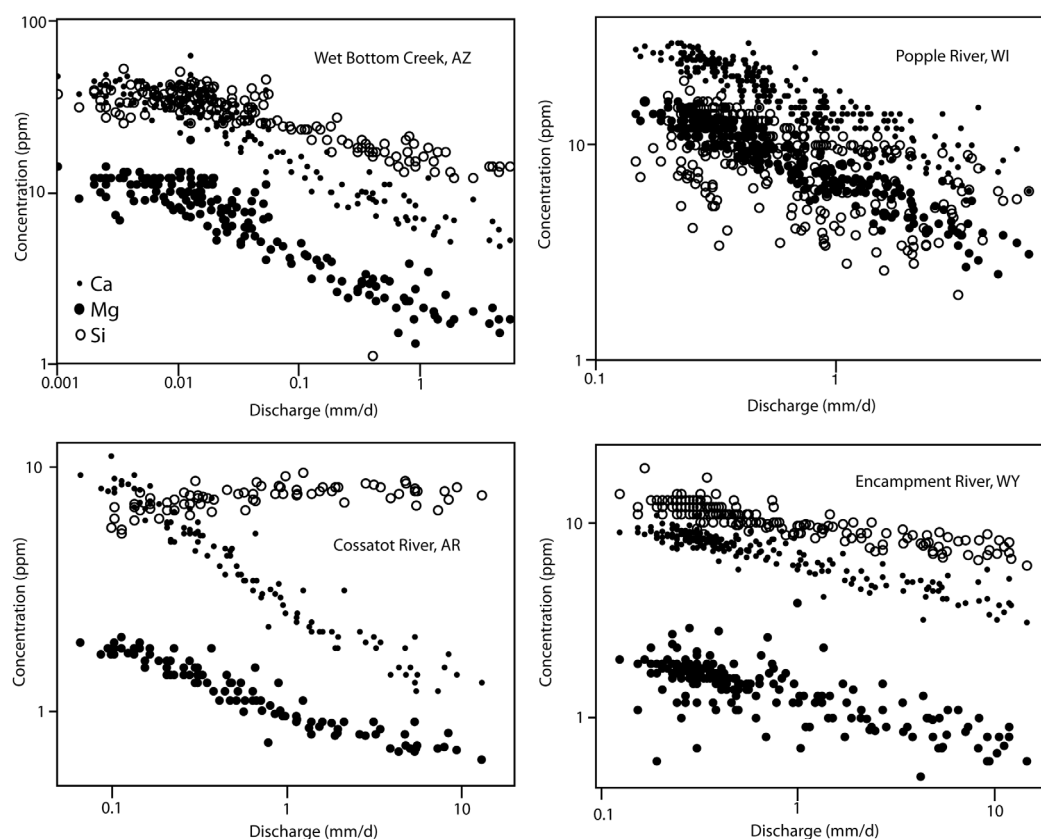 100
Wet Bottom Creek, AZ
Concentration (ppm)
10
Ca
Mg
Si
1
0.001
0.01
0.1
1
Discharge (mm/d)
Popple River, WI
Concentration (ppm)
10
1
0.1
1
Discharge (mm/d)
10
Cossatot River, AR
Concentration (ppm)
1
0.1
1
10
Discharge (mm/d)
Encampment River, WY
Concentration (ppm)
10
1
0.1
1
10
Discharge (mm/d)